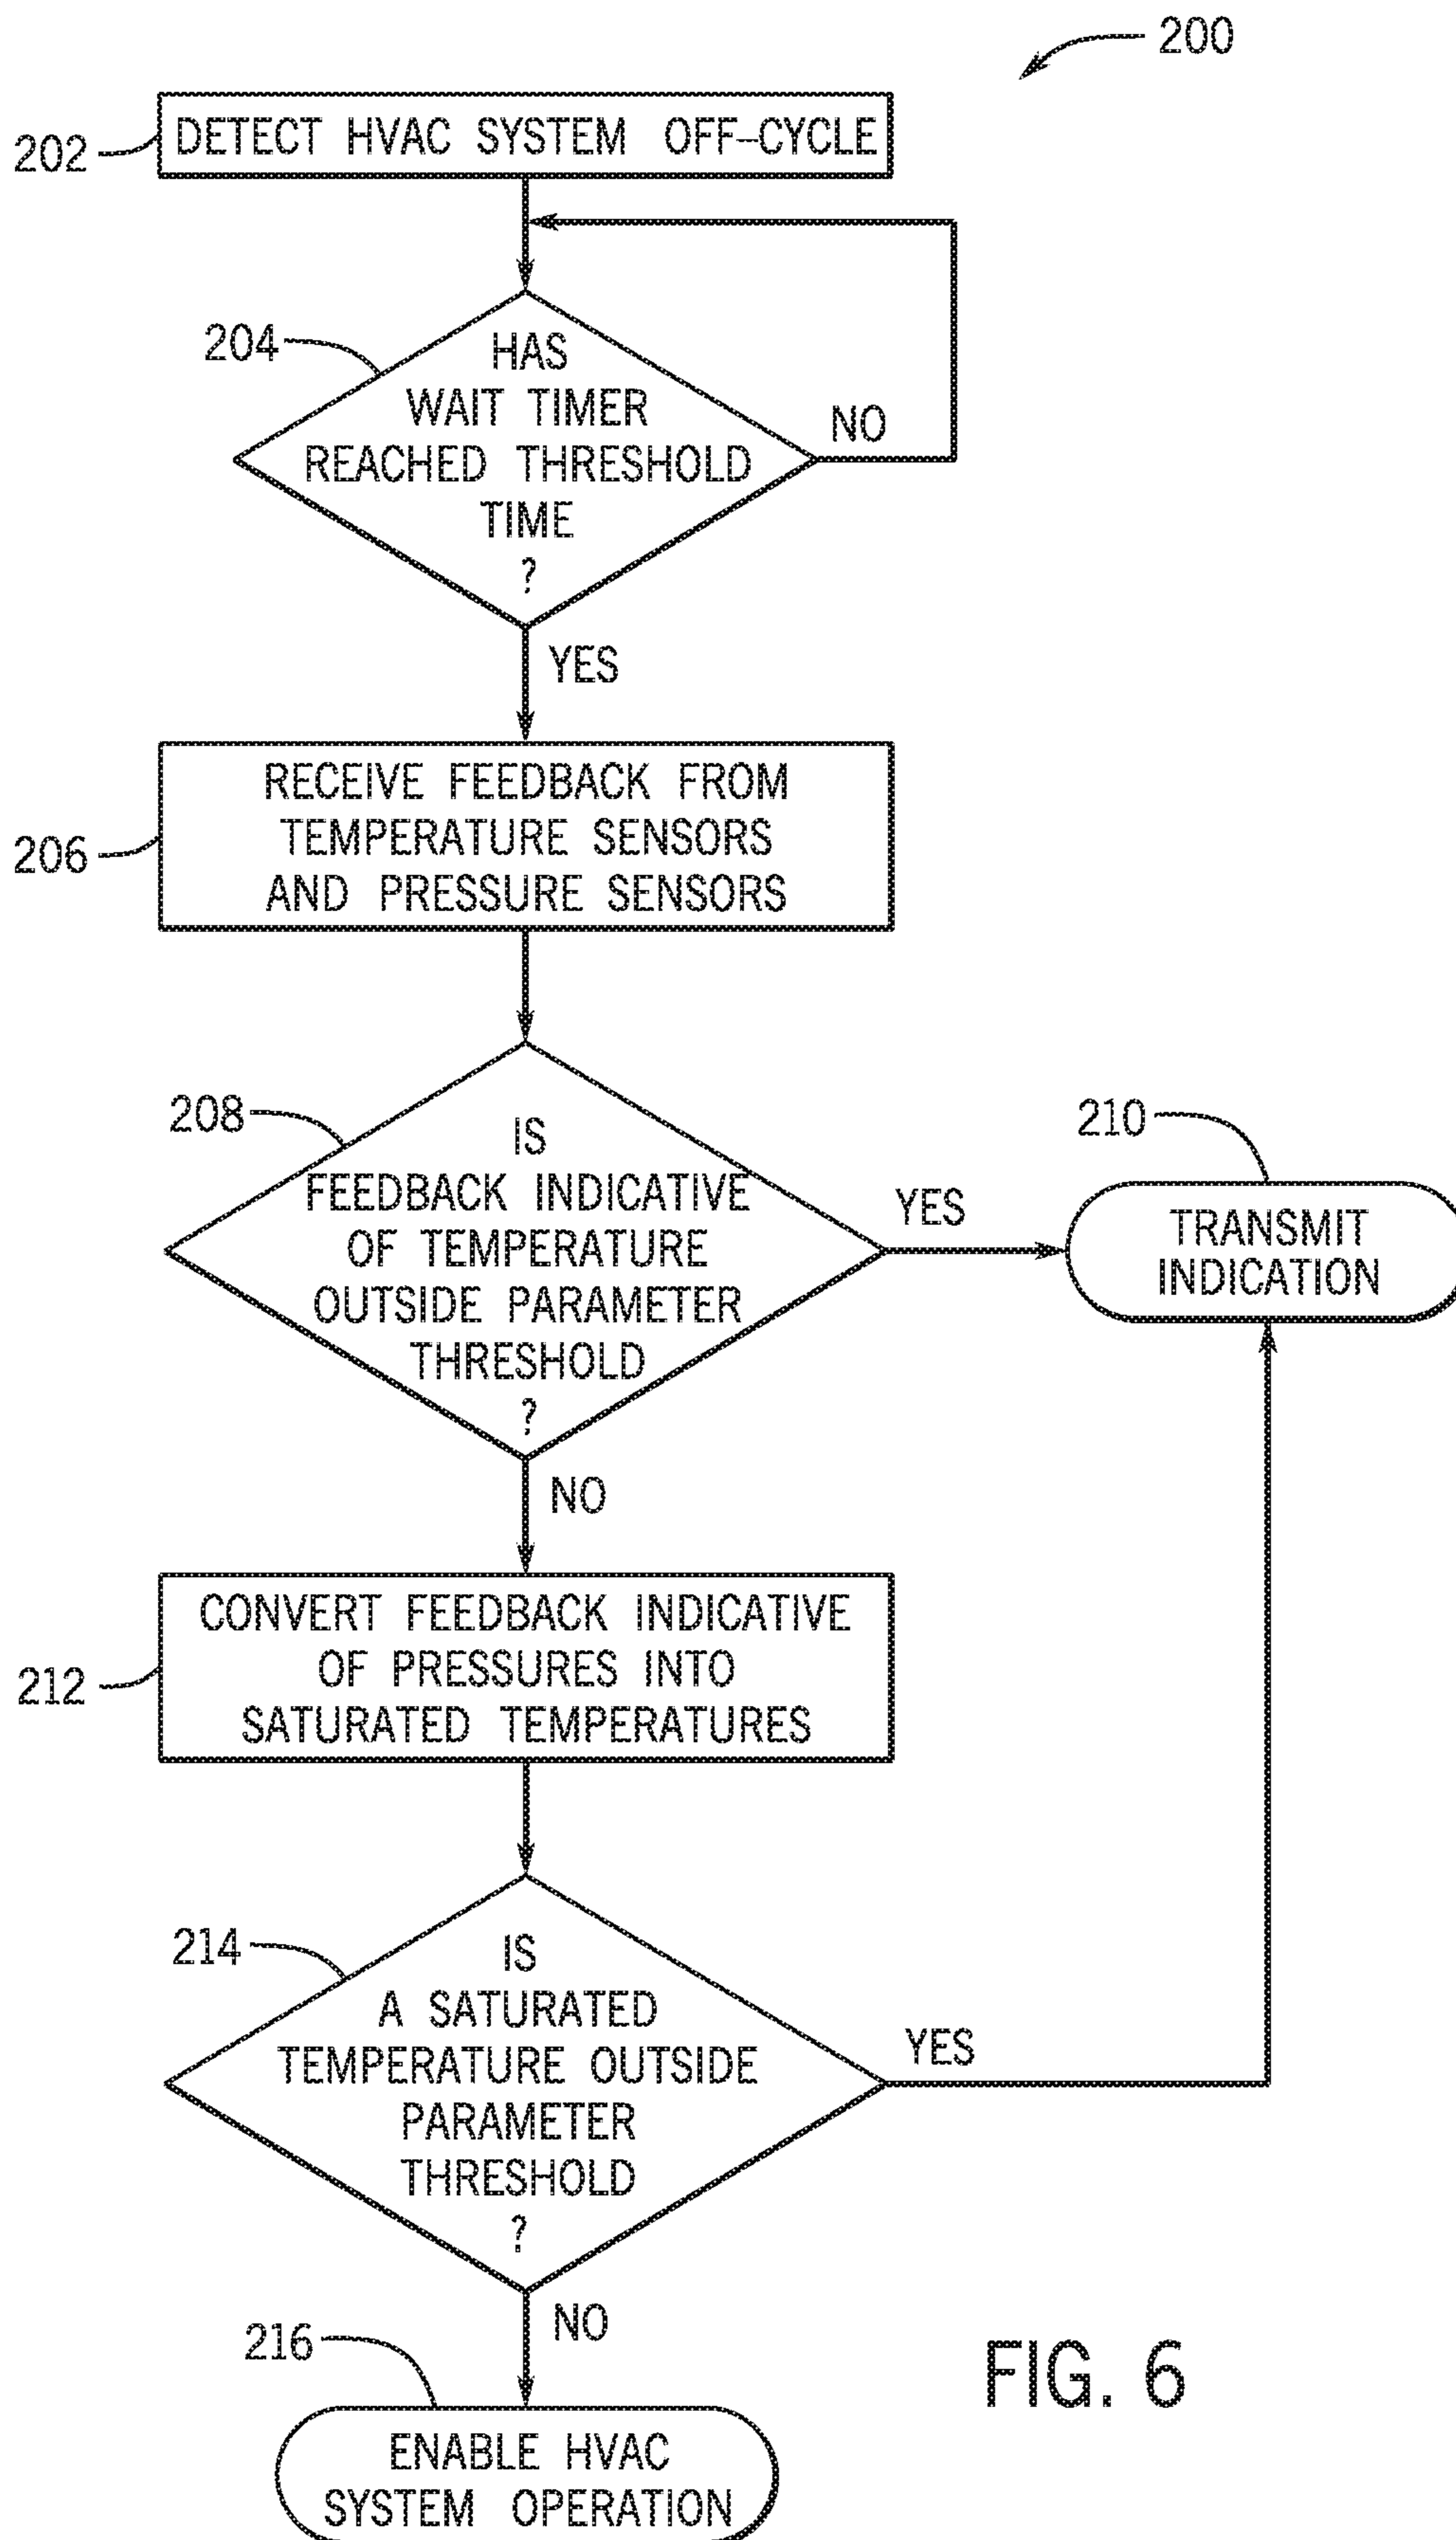 200
202
DETECT HVAC SYSTEM OFF-CYCLE
204
HAS
WAIT TIMER
REACHED THRESHOLD
TIME
?
NO
YES
206
RECEIVE FEEDBACK FROM
TEMPERATURE SENSORS
AND PRESSURE SENSORS
208
IS
FEEDBACK INDICATIVE
OF TEMPERATURE
OUTSIDE PARAMETER
THRESHOLD
?
YES
210
TRANSMIT
INDICATION
NO
212
CONVERT FEEDBACK INDICATIVE
OF PRESSURES INTO
SATURATED TEMPERATURES
214
IS
A SATURATED
TEMPERATURE OUTSIDE
PARAMETER
THRESHOLD
?
YES
NO
216
ENABLE HVAC
SYSTEM OPERATION
FIG. 6